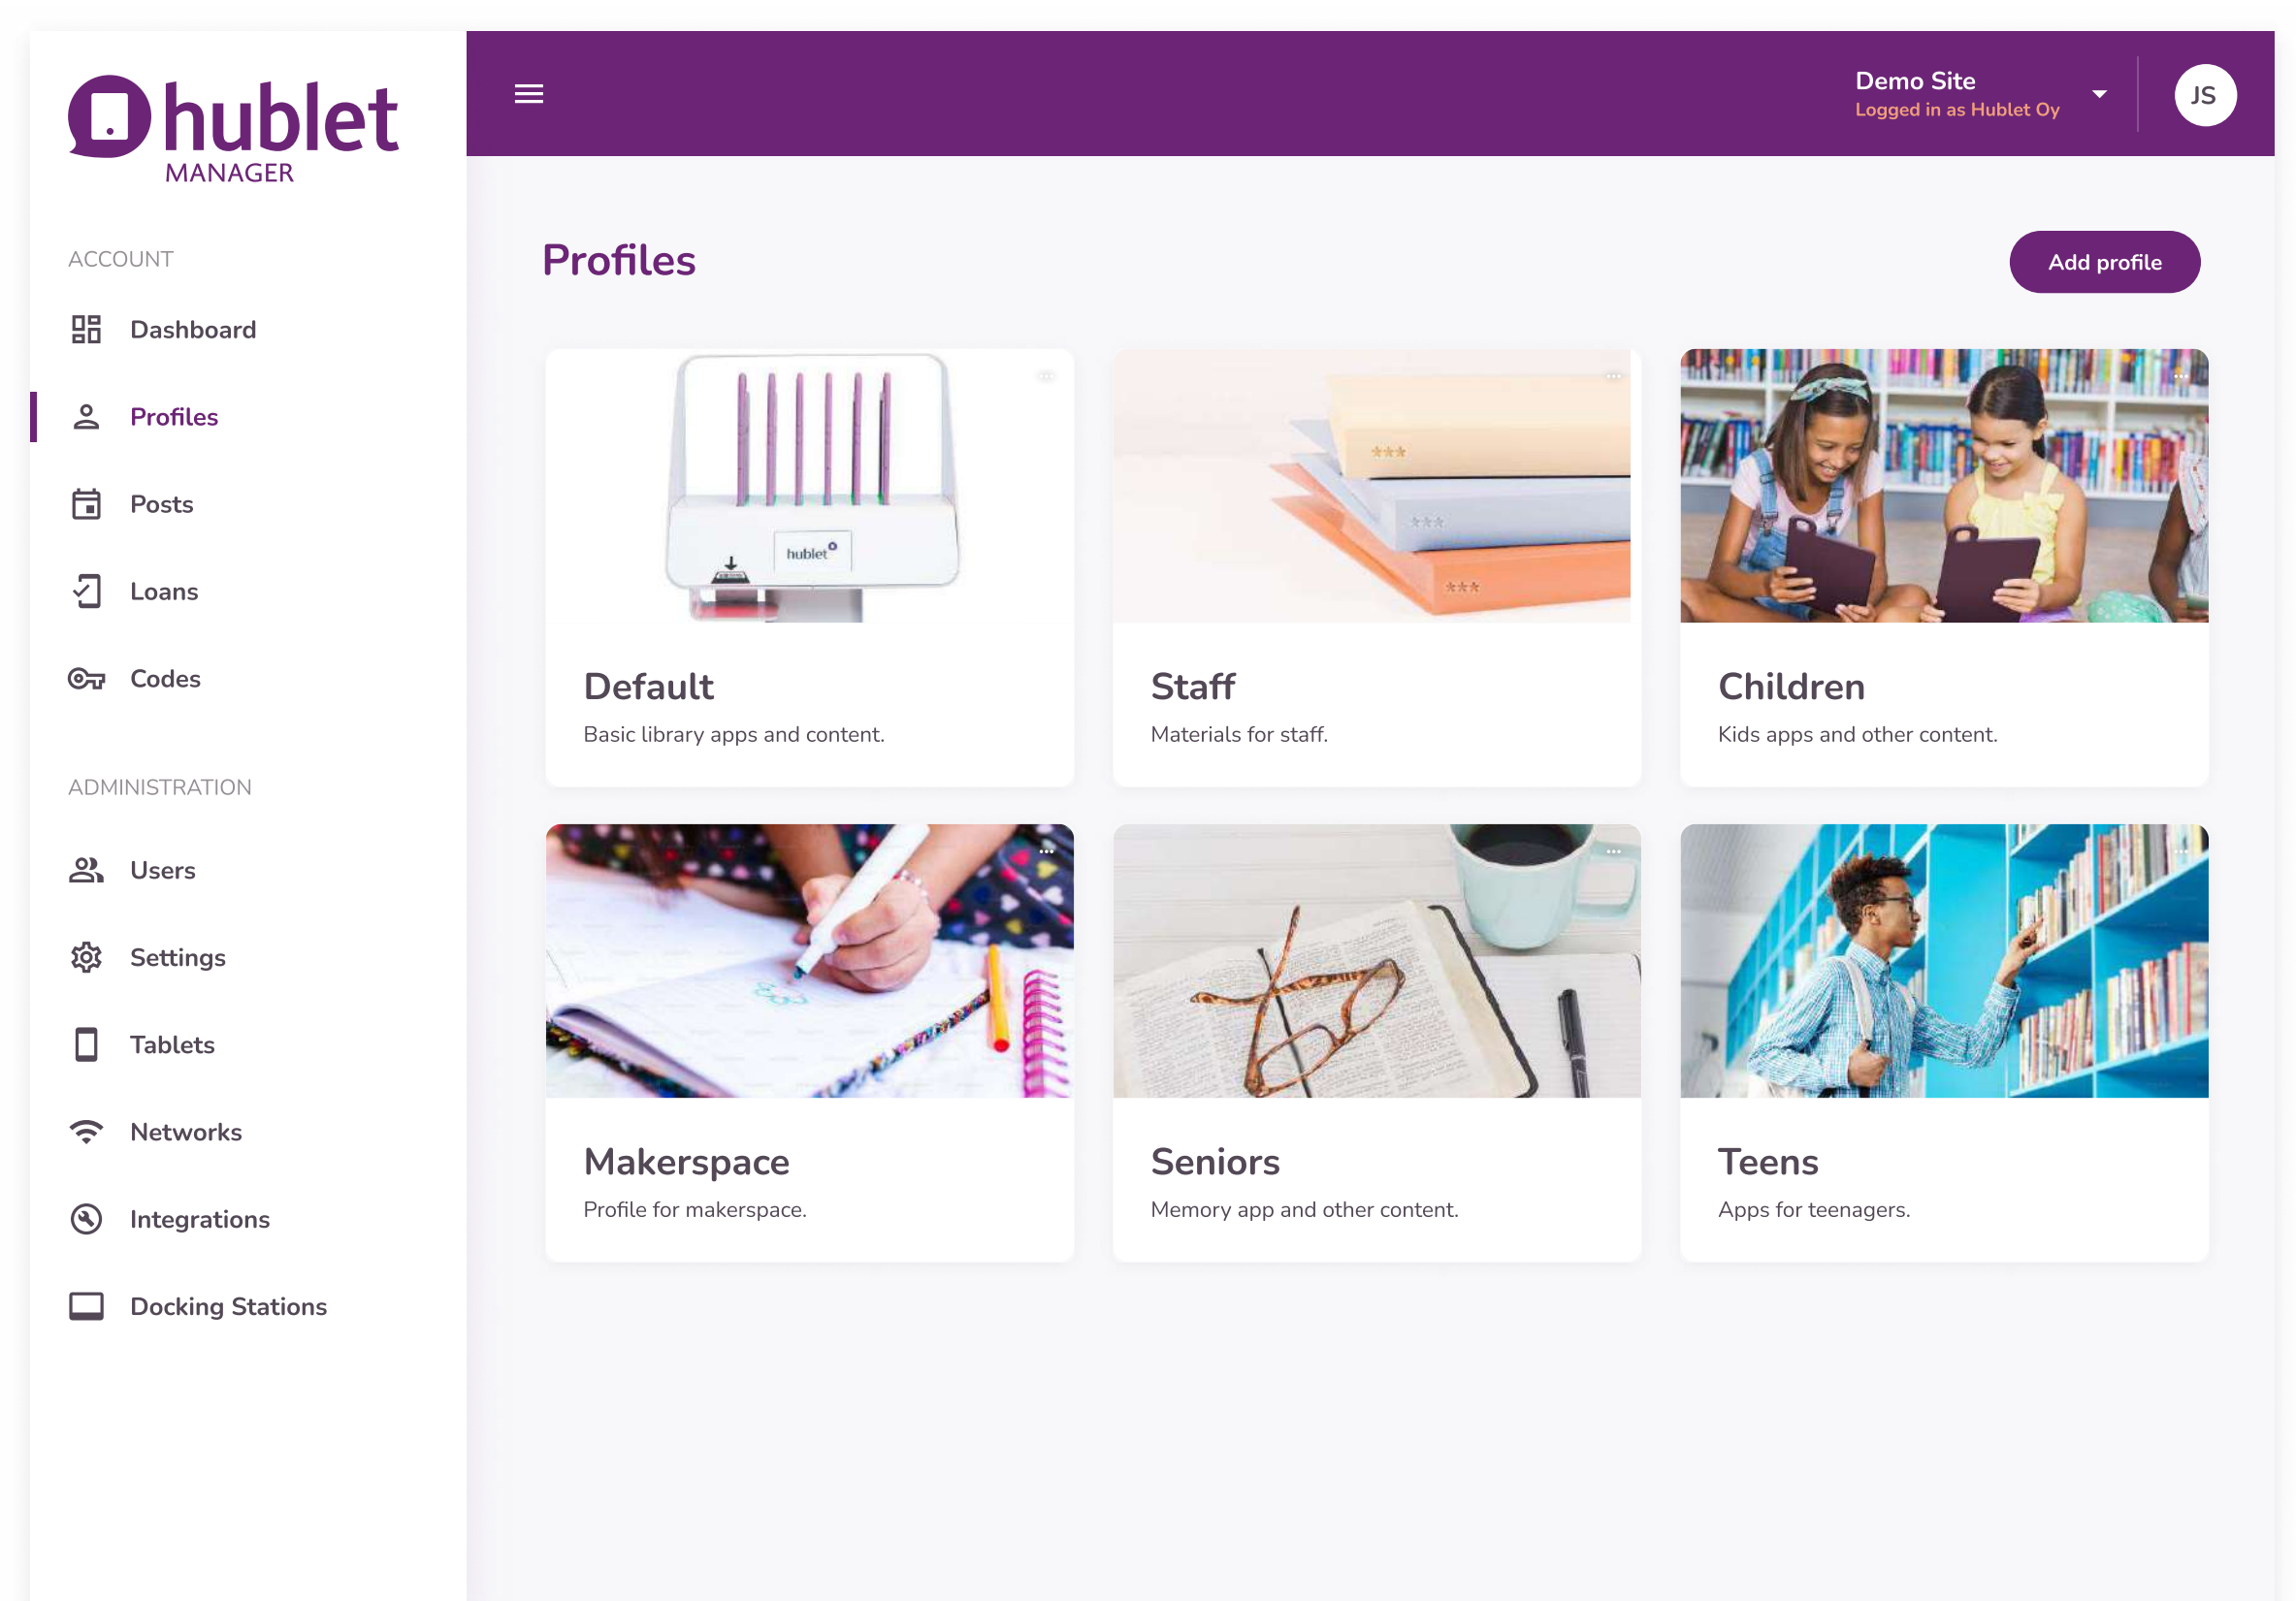 hublet
MANAGER
ACCOUNT
Dashboard
Profiles
Posts
Loans
Codes
ADMINISTRATION
Users
Settings
Tablets
Networks
Integrations
Docking Stations
Demo Site
Logged in as Hublet Oy
JS
Profiles
Add profile
hublet
***
***
***
Default
Basic library apps and content.
Staff
Materials for staff.
Children
Kids apps and other content.
Makerspace
Profile for makerspace.
Seniors
Memory app and other content.
Teens
Apps for teenagers.